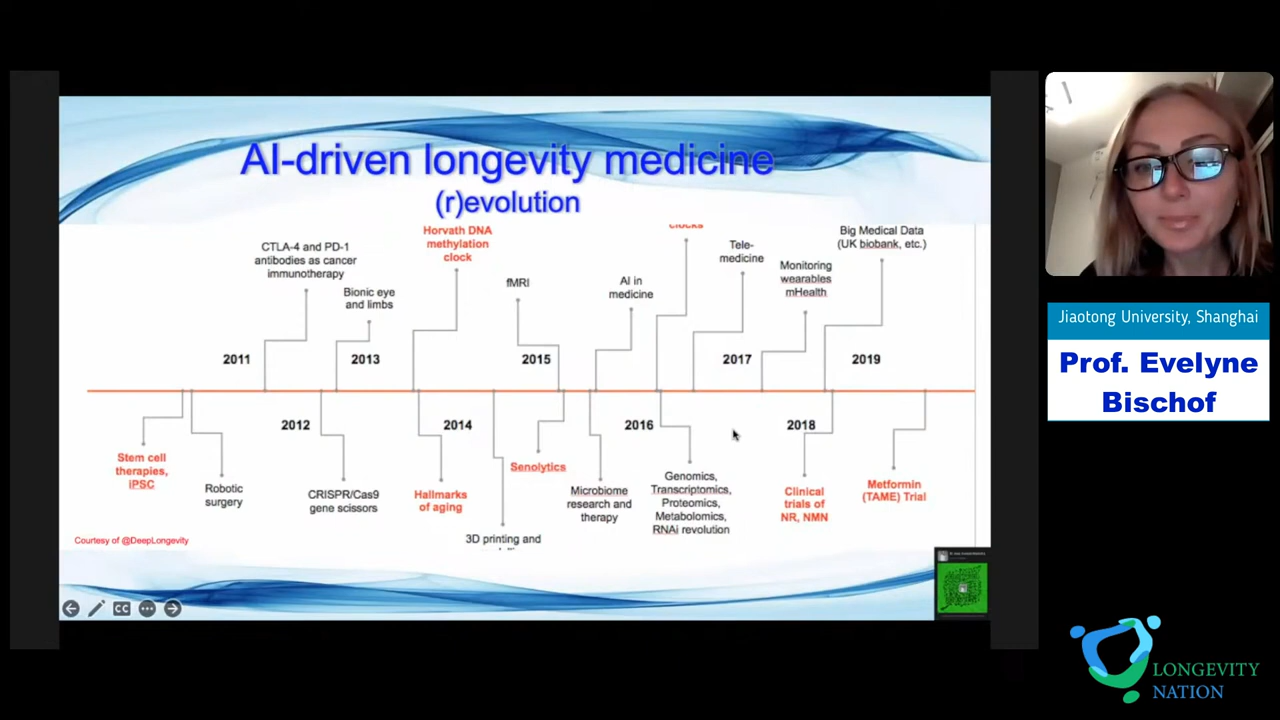 AI-driven longevity medicine
(r)evolution
CTLA-4 and PD-1
antibodies as cancer
immunotherapy
Bionic eye
and limbs
Horvath DNA
methylation
clock
fMRI
AI in
medicine
clocks
Tele-
medicine
Monitoring
wearables
mHealth
Big Medical Data
(UK biobank, etc.)
2011
2013
2015
2017
2019
2012
2014
2016
2018
Stem cell
therapies,
iPSC
Robotic
surgery
CRISPR/Cas9
gene scissors
Hallmarks
of aging
3D printing and
Senolytics
Microbiome
research and
therapy
Genomics,
Transcriptomics,
Proteomics,
Metabolomics,
RNAi revolution
Clinical
trials of
NR, NMN
Metformin
(TAME) Trial
Courtesy of @DeepLongevity
CC
Jiaotong University, Shanghai
Prof. Evelyne
Bischof
LONGEVITY
NATION